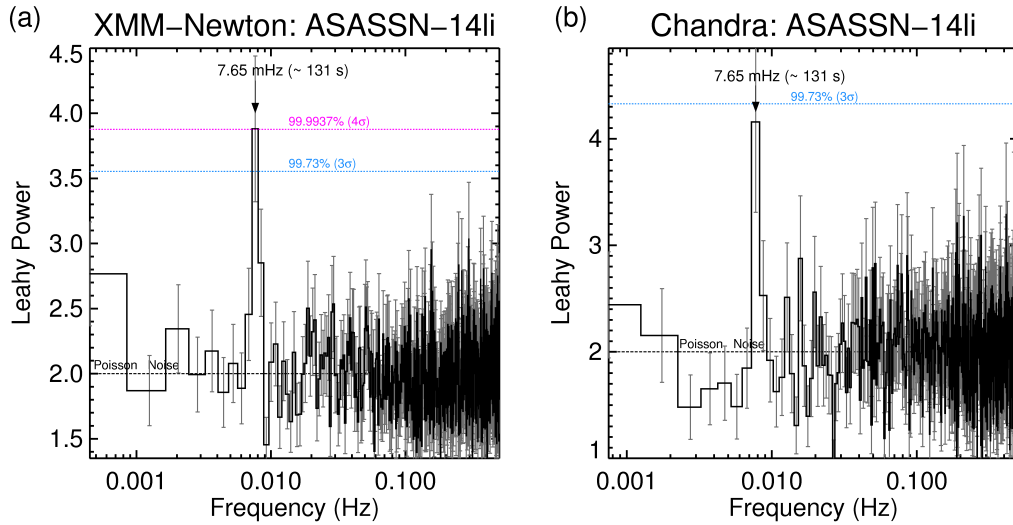 (a)
XMM−Newton: ASASSN−14li
4.5
4.0
3.5
3.0
2.5
2.0
1.5
Leahy Power
7.65 mHz (~ 131 s)
99.9937% (4σ)
99.73% (3σ)
Poisson Noise
0.001
0.010
0.100
Frequency (Hz)
(b)
Chandra: ASASSN−14li
4
3
2
1
Leahy Power
7.65 mHz (~ 131 s)
99.73% (3σ)
Poisson Noise
0.001
0.010
0.100
Frequency (Hz)